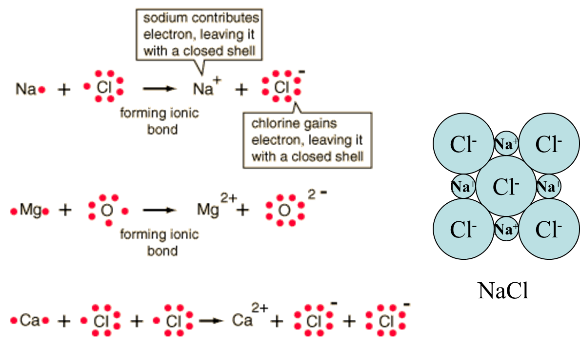 sodium contributes
electron, leaving it
with a closed shell
Na + Cl → Na+ + Cl-
forming ionic
bond
chlorine gains
electron, leaving it
with a closed shell
Mg + O → Mg2+ + O 2-
forming ionic
bond
Ca + Cl + Cl → Ca2+ + Cl- + Cl-
Cl- Na+ Cl-
Na+ Cl- Na+
Cl- Na+ Cl-
NaCl